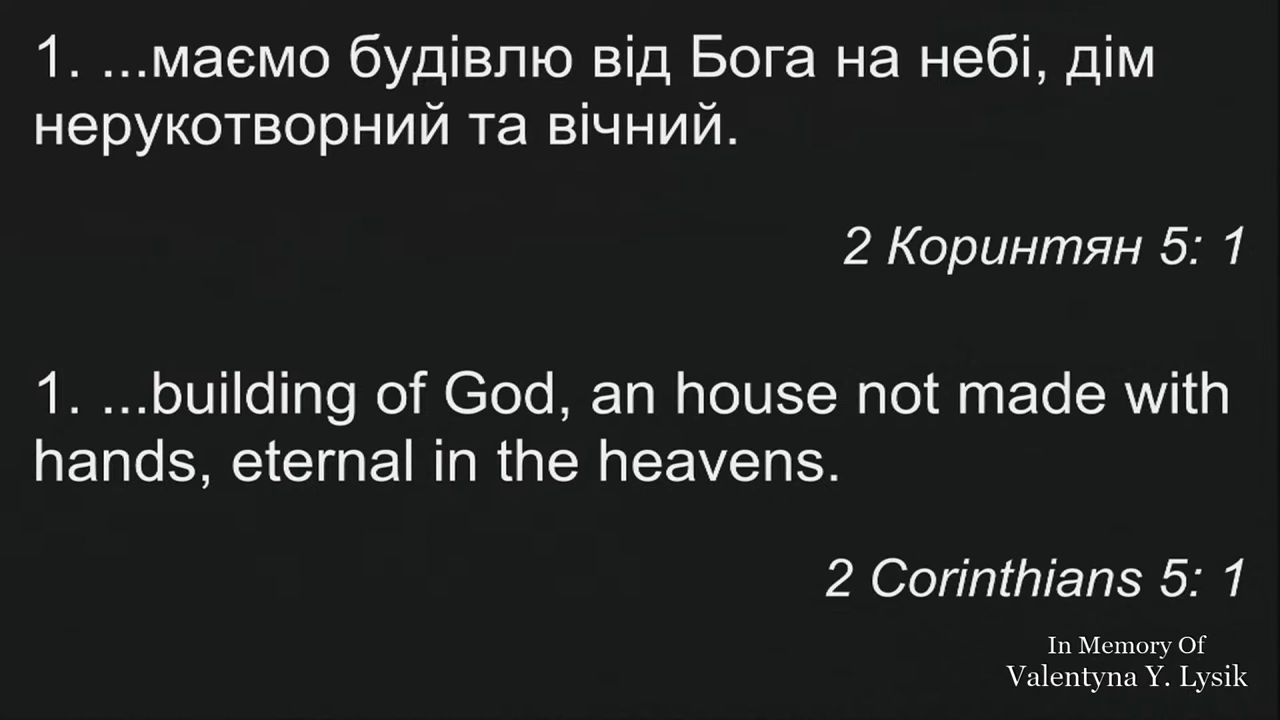 1. ...маємо будівлю від Бога на небі, дім
нерукотворний та вічний.
2 Коринтян 5: 1
1. ...building of God, an house not made with
hands, eternal in the heavens.
2 Corinthians 5: 1
In Memory Of
Valentyna Y. Lysik